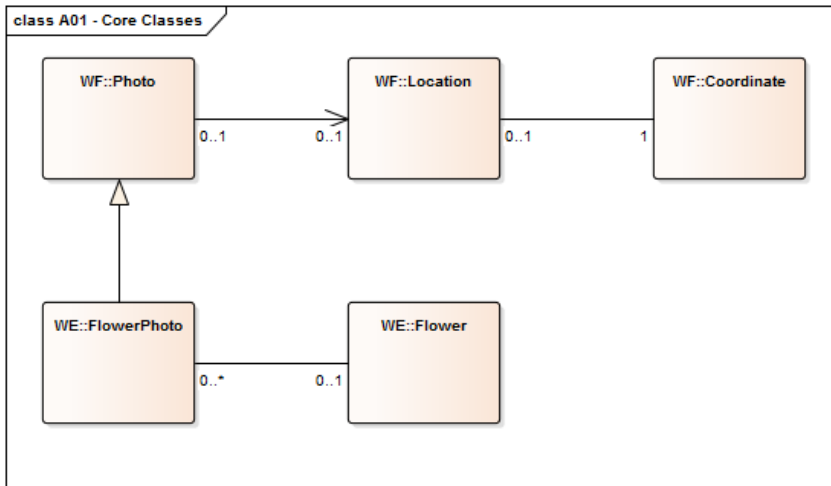 class A01 - Core Classes
WF::Photo
WF::Location
WF::Coordinate
0..1
0..1
0..1
1
WE::FlowerPhoto
WE::Flower
0..*
0..1